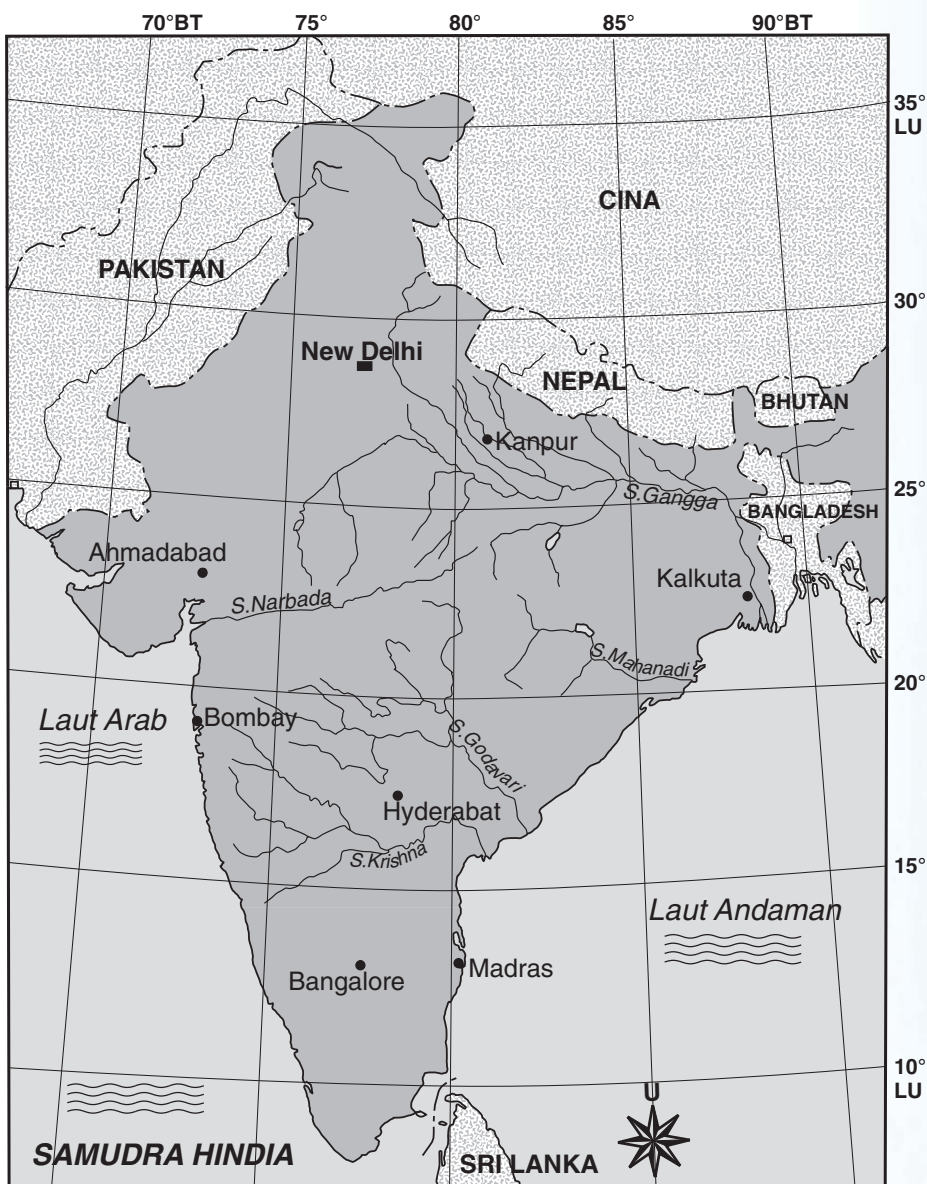 70°BT 75° 80° 85° 90°BT
35°
LU
CINA
PAKISTAN
30°
New Delhi
NEPAL
BHUTAN
Kanpur
25°
S.Gangga
BANGLADESH
Ahmadabad
Kalkuta
S.Narbada
S.Mahanadi
20°
Laut Arab
Bombay
S.Godavari
Hyderabat
S.Krishna
15°
Laut Andaman
Bangalore
Madras
10°
LU
U
SAMUDRA HINDIA
SRI LANKA